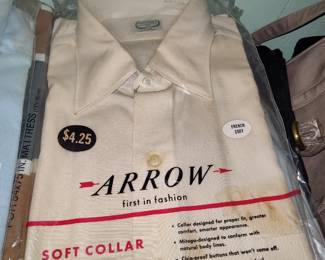 $4.25
FRENCH
CUFF
ARROW
first in fashion
SOFT COLLAR
• Collar designed for proper fit, greater
comfort, smarter appearance.
• Mitoga-designed to conform with
natural body lines.
• Chip-proof buttons that won't come off.
MATTRESS